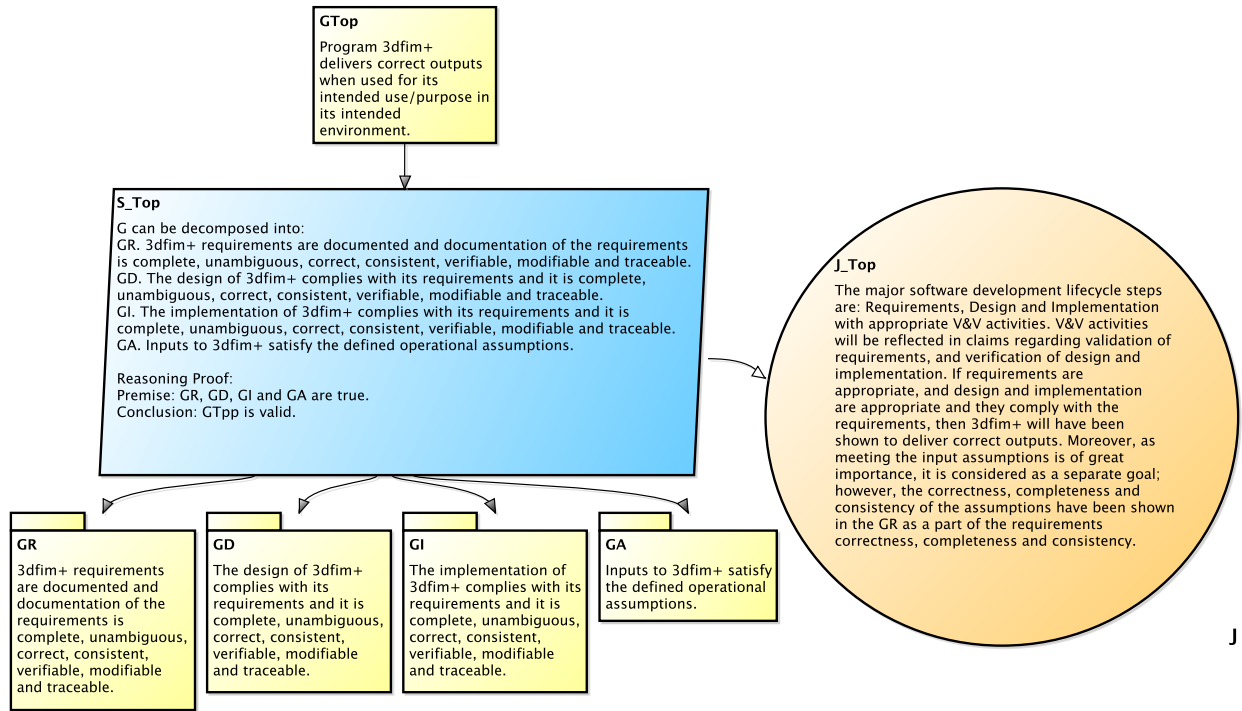 GTop
Program 3dfim+
delivers correct outputs
when used for its
intended use/purpose in
its intended
environment.
S_Top
G can be decomposed into:
GR. 3dfim+ requirements are documented and documentation of the requirements
is complete, unambiguous, correct, consistent, verifiable, modifiable and traceable.
GD. The design of 3dfim+ complies with its requirements and it is complete,
unambiguous, correct, consistent, verifiable, modifiable and traceable.
GI. The implementation of 3dfim+ complies with its requirements and it is
complete, unambiguous, correct, consistent, verifiable, modifiable and traceable.
GA. Inputs to 3dfim+ satisfy the defined operational assumptions.
Reasoning Proof:
Premise: GR, GD, GI and GA are true.
Conclusion: GTpp is valid.
J_Top
The major software development lifecycle steps
are: Requirements, Design and Implementation
with appropriate V&V activities. V&V activities
will be reflected in claims regarding validation of
requirements, and verification of design and
implementation. If requirements are
appropriate, and design and implementation
are appropriate and they comply with the
requirements, then 3dfim+ will have been
shown to deliver correct outputs. Moreover, as
meeting the input assumptions is of great
importance, it is considered as a separate goal;
however, the correctness, completeness and
consistency of the assumptions have been shown
in the GR as a part of the requirements
correctness, completeness and consistency.
J
GR
3dfim+ requirements
are documented and
documentation of the
requirements is
complete, unambiguous,
correct, consistent,
verifiable, modifiable
and traceable.
GD
The design of 3dfim+
complies with its
requirements and it is
complete, unambiguous,
correct, consistent,
verifiable, modifiable
and traceable.
GI
The implementation of
3dfim+ complies with its
requirements and it is
complete, unambiguous,
correct, consistent,
verifiable, modifiable
and traceable.
GA
Inputs to 3dfim+ satisfy
the defined operational
assumptions.